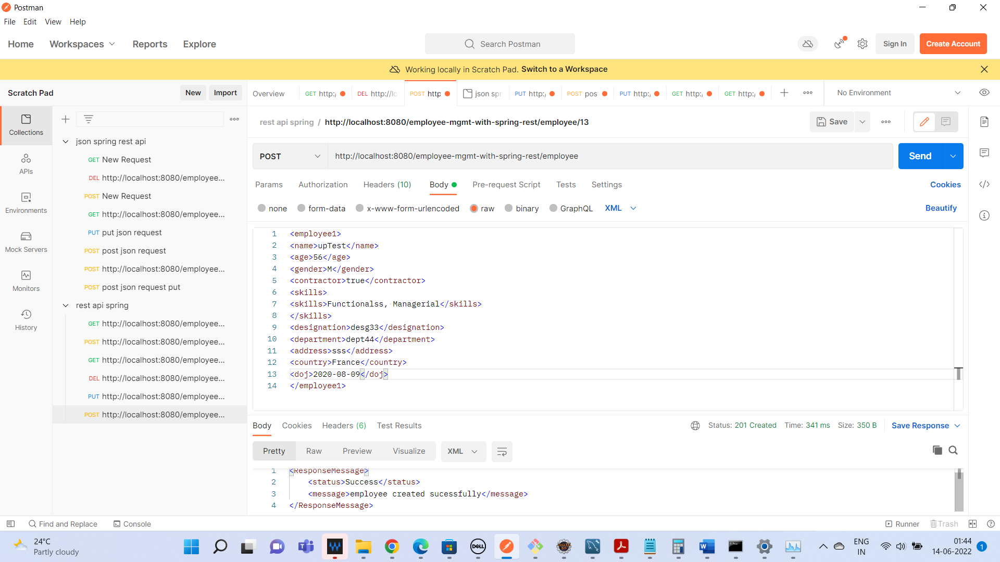 Postman
File Edit View Help
Home Workspaces Reports Explore Search Postman Sign In Create Account
Working locally in Scratch Pad. Switch to a Workspace
Scratch Pad New Import
Overview GET http:/ DEL http://lo POST http json spr PUT http:/ POST pos PUT http:/ GET http:/ GET http:/ No Environment
Collections
APIs
Environments
Mock Servers
Monitors
History
json spring rest api
GET New Request
DEL http://localhost:8080/employee...
POST New Request
GET http://localhost:8080/employee...
PUT put json request
POST post json request
POST http://localhost:8080/employee...
POST post json request put
rest api spring
GET http://localhost:8080/employee...
POST http://localhost:8080/employee...
GET http://localhost:8080/employee...
DEL http://localhost:8080/employee...
PUT http://localhost:8080/employee...
POST http://localhost:8080/employee...
rest api spring / http://localhost:8080/employee-mgmt-with-spring-rest/employee/13 Save
POST http://localhost:8080/employee-mgmt-with-spring-rest/employee Send
Params Authorization Headers (10) Body Pre-request Script Tests Settings Cookies
none form-data x-www-form-urlencoded raw binary GraphQL XML Beautify
1 <employee1>
2 <name>upTest</name>
3 <age>56</age>
4 <gender>M</gender>
5 <contractor>true</contractor>
6 <skills>
7 <skills>Functionalss, Managerial</skills>
8 </skills>
9 <designation>desg33</designation>
10 <department>dept44</department>
11 <address>sss</address>
12 <country>France</country>
13 <doj>2020-08-09</doj>
14 </employee1>
Body Cookies Headers (6) Test Results Status: 201 Created Time: 341 ms Size: 350 B Save Response
Pretty Raw Preview Visualize XML
1 <ResponseMessage>
2 <status>Success</status>
3 <message>employee created sucessfully</message>
4 </ResponseMessage>
Find and Replace Console Runner Trash
24°C
Partly cloudy
DELL
ENG
IN
01:44
14-06-2022
1